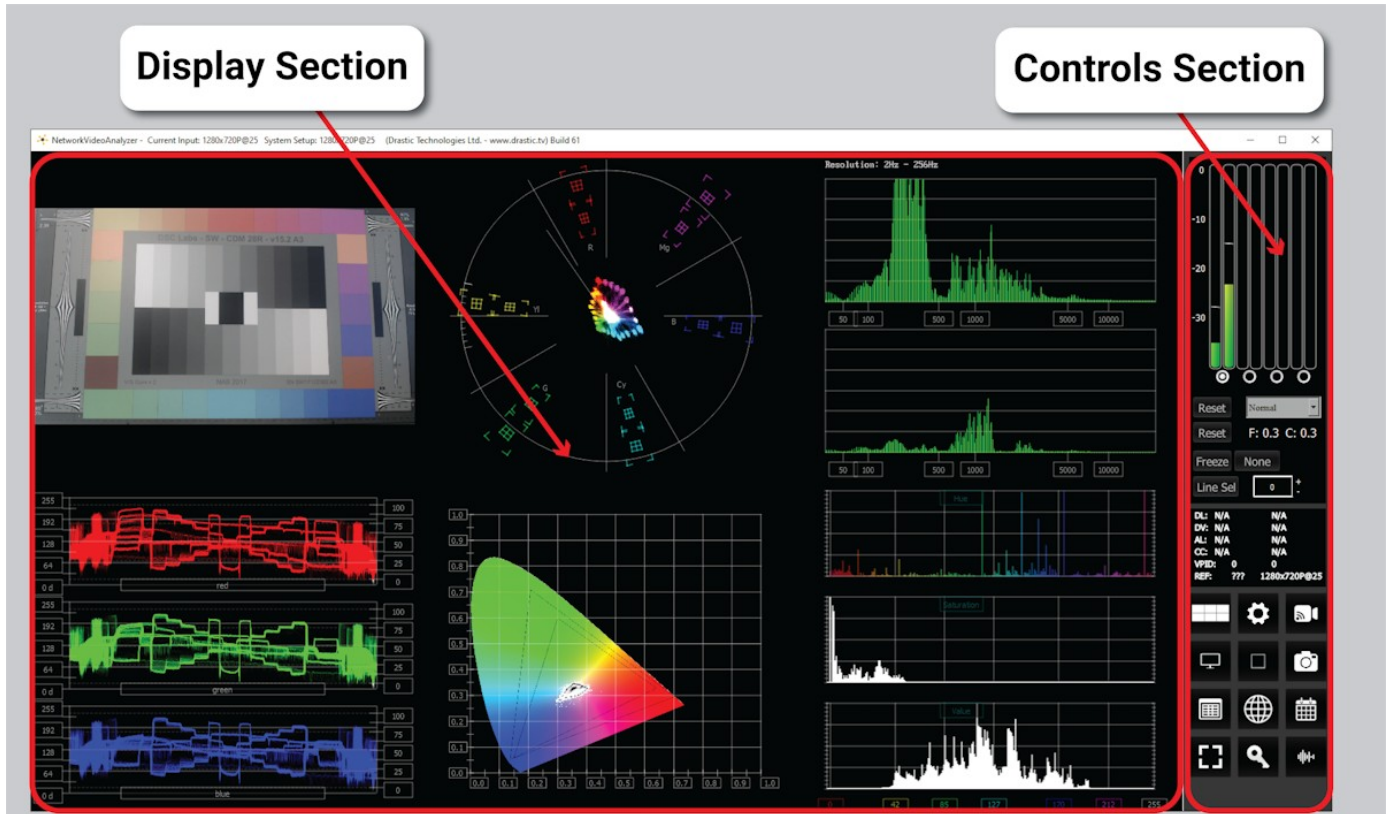 Display Section
Controls Section
NetworkVideoAnalyzer - Current Input: 1280x720P@25 System Setup: 1280x720P@25 (Drastic Technologies Ltd. - www.drastic.tv) Build 61
DSC Labs - SW - COM 28R - v15.2 A3
R
Mg
Yl
B
G
Cy
Resolution: 2Hz - 256Hz
50 100 500 1000 5000 10000
50 100 500 1000 5000 10000
Hue
Saturation
Value
0 42 85 127 170 212 255
255
192
128
64
0 d
100
75
50
25
0
red
255
192
128
64
0 d
100
75
50
25
0
green
255
192
128
64
0 d
100
75
50
25
0
blue
1.0
0.9
0.8
0.7
0.6
0.5
0.4
0.3
0.2
0.1
0.0
0.0 0.1 0.2 0.3 0.4 0.5 0.6 0.7 0.8 0.9 1.0
0
-10
-20
-30
Reset Normal
Reset F: 0.3 C: 0.3
Freeze None
Line Sel 0 + -
DL: N/A N/A
DV: N/A N/A
AL: N/A N/A
CC: N/A N/A
VPID: 0 0
REF: ??? 1280x720P@25